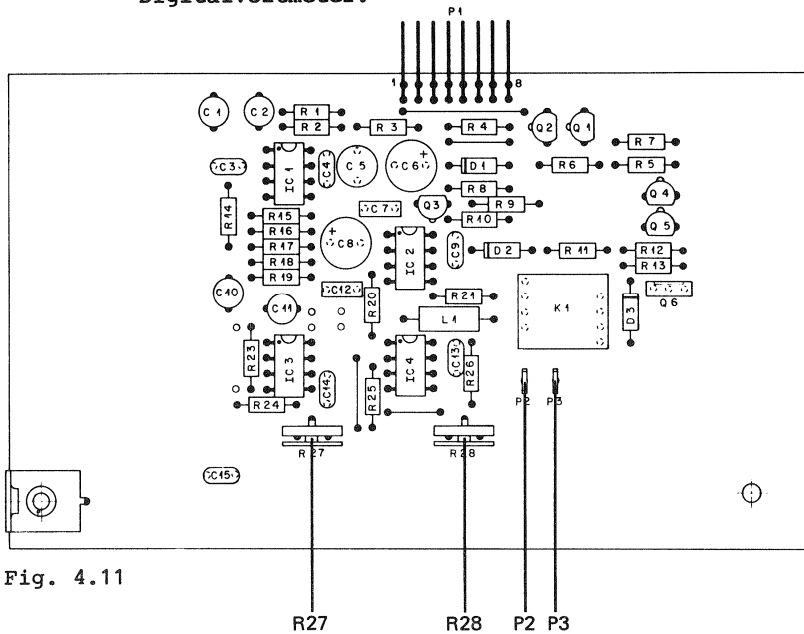 Digitalvoltmeter.
P1
1 8
C1 C2 R1 R2 R3 R4 Q2 Q1 R7
C3 IC1 C4 C5 C6 + D1 R6 R5
R14 C7 Q3 R8 R9 R10 Q4
R15 R16 R17 R18 R19 + C8 IC2 C9 D2 R11 Q5 R12 R13
C10 C11 C12 R20 R21 L1 K1 D3 Q6
R23 IC3 C14 R25 IC4 C13 R26
R24 P2 P3
R27 R28
C15
Fig. 4.11
R27 R28 P2 P3